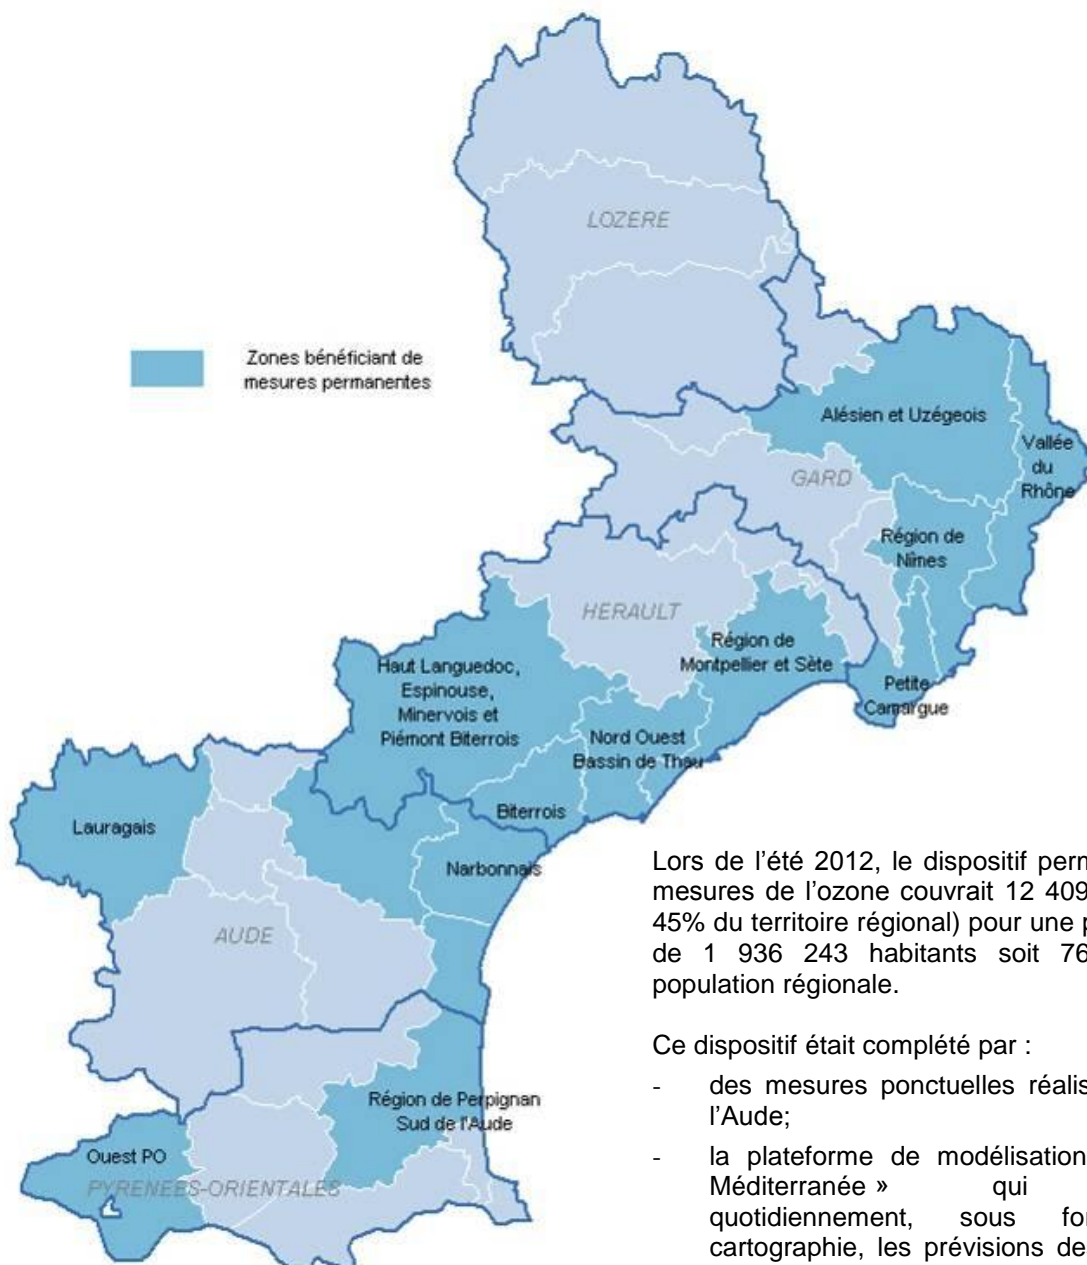 LOZERE
Zones bénéficiant de
mesures permanentes
Alésien et Uzégeois
Vallée
du
Rhône
GARD
Région de
Nîmes
HERAULT
Région de
Montpellier et Sète
Haut Languedoc,
Espinouse,
Minervois et
Piémont Biterrois
Petite
Camargue
Nord Ouest
Bassin de Thau
Biterrois
Lauragais
Narbonnais
AUDE
Région de Perpignan
Sud de l'Aude
Ouest PO
PYRENEES-ORIENTALES
Lors de l'été 2012, le dispositif perm
mesures de l'ozone couvrait 12 409
45% du territoire régional) pour une p
de 1 936 243 habitants soit 76
population régionale.
Ce dispositif était complété par :
- des mesures ponctuelles réalis
l'Aude;
- la plateforme de modélisation
Méditerranée » qui
quotidiennement, sous for
cartographie, les prévisions de